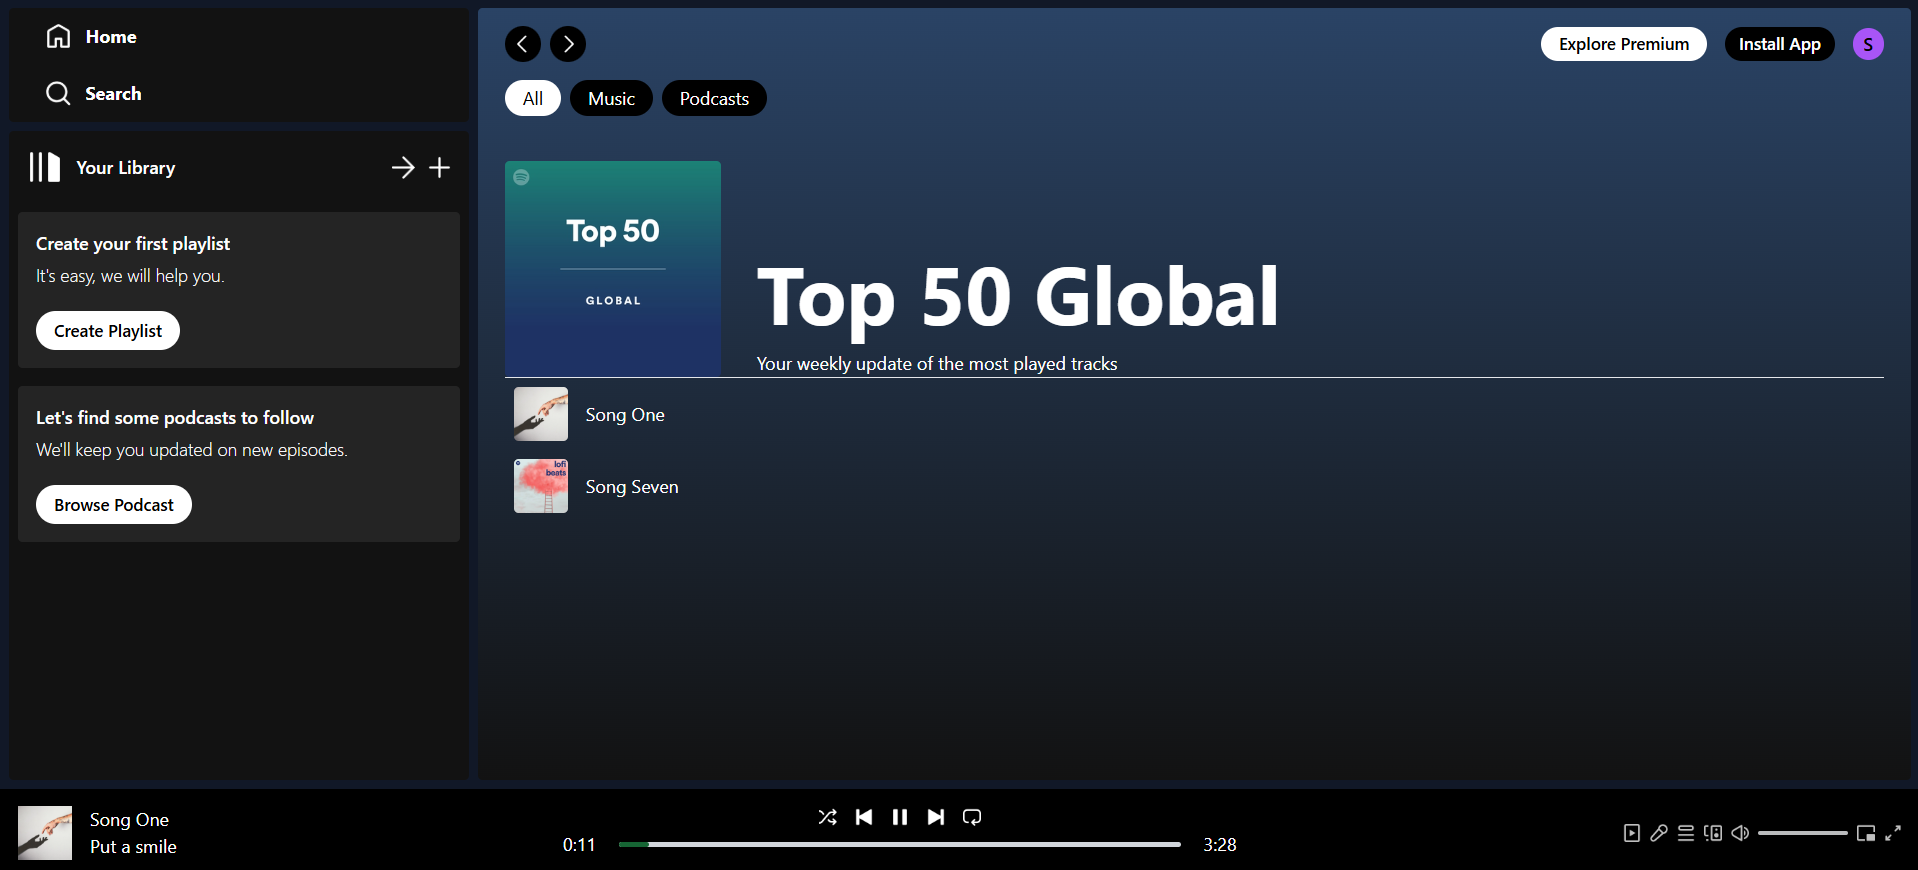 Home
Search
Your Library
Create your first playlist
It's easy, we will help you.
Create Playlist
Let's find some podcasts to follow
We'll keep you updated on new episodes.
Browse Podcast
Explore Premium
Install App
S
All
Music
Podcasts
Top 50
GLOBAL
Top 50 Global
Your weekly update of the most played tracks
Song One
lofi
beats
Song Seven
Song One
Put a smile
0:11
3:28